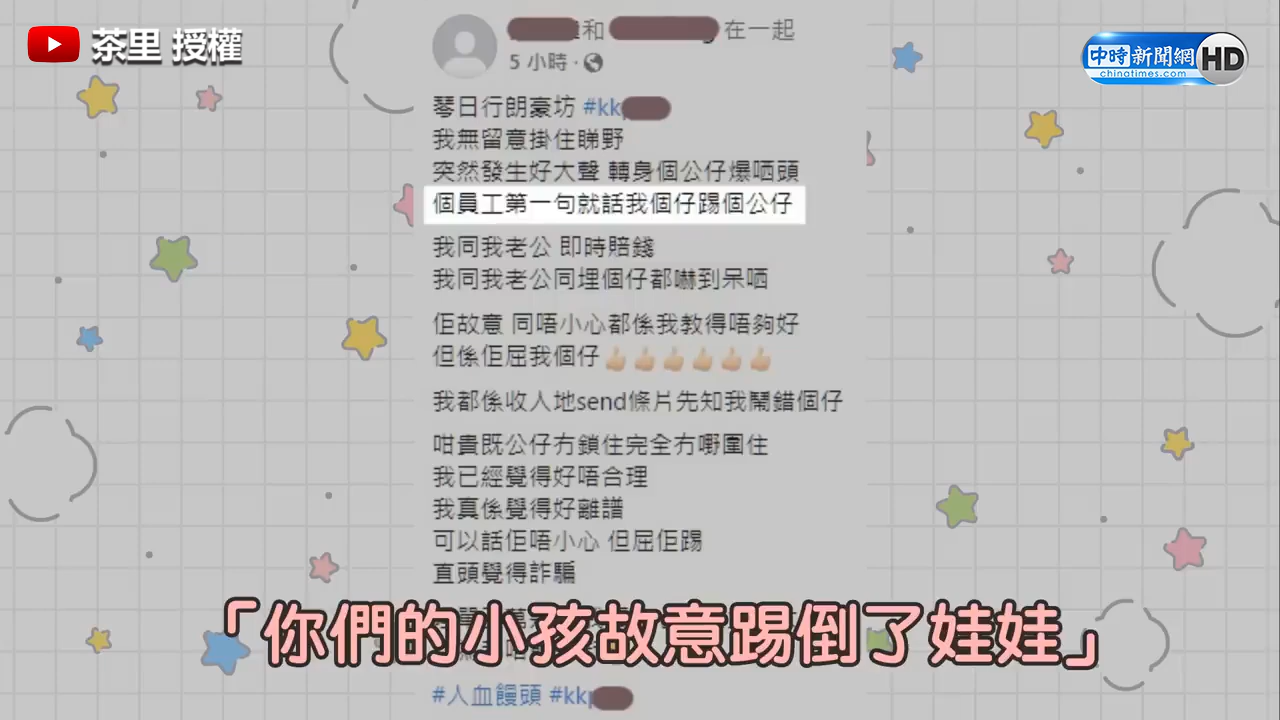 茶里 授權
中時新聞網 HD
chinatimes.com
和 在一起
5 小時
琴日行朗豪坊 #kk
我無留意掛住睇野
突然發生好大聲 轉身個公仔爆哂頭
個員工第一句就話我個仔踢個公仔
我同我老公 即時賠錢
我同我老公同埋個仔都嚇到呆哂
佢故意 同唔小心都係我教得唔夠好
但係佢屈我個仔👍🏻👍🏻👍🏻👍🏻👍🏻👍🏻
我都係收人地send條片先知我鬧錯個仔
咁貴既公仔冇鎖住完全冇嘢圍住
我已經覺得好唔合理
我真係覺得好離譜
可以話佢唔小心 但屈佢踢
直頭覺得詐騙
「你們的小孩故意踢倒了娃娃」
#人血饅頭 #kk